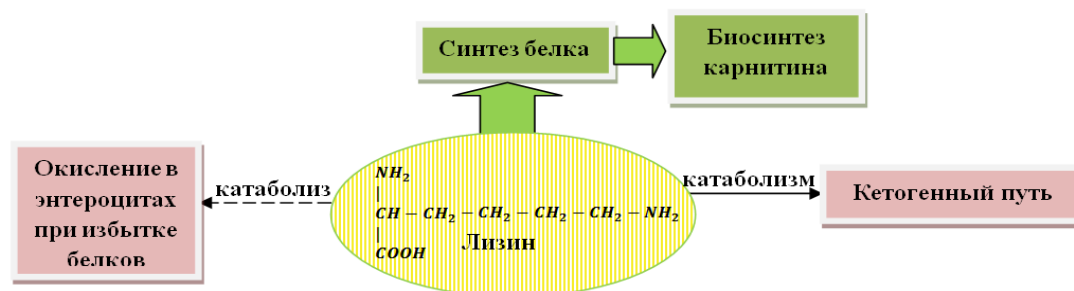 Синтез белка
Биосинтез
карнитина
Окисление в
энтероцитах
при избытке
белков
катаболиз
NH₂
CH – CH₂ – CH₂ – CH₂ – CH₂ – NH₂
COOH
Лизин
катаболизм
Кетогенный путь